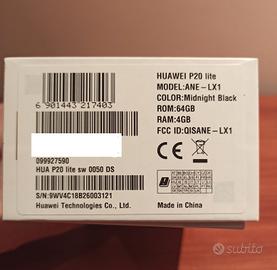 HUAWEI P20 lite
MODEL:ANE-LX1
COLOR:Midnight Black
ROM:64GB
RAM:4GB
FCC ID:QISANE-LX1
6 901443 217403
099927590
HUA P20 lite sw 0050 DS
S/N:9WV4C18B26003121
Huawei Technologies Co., Ltd.
Made in China
subito